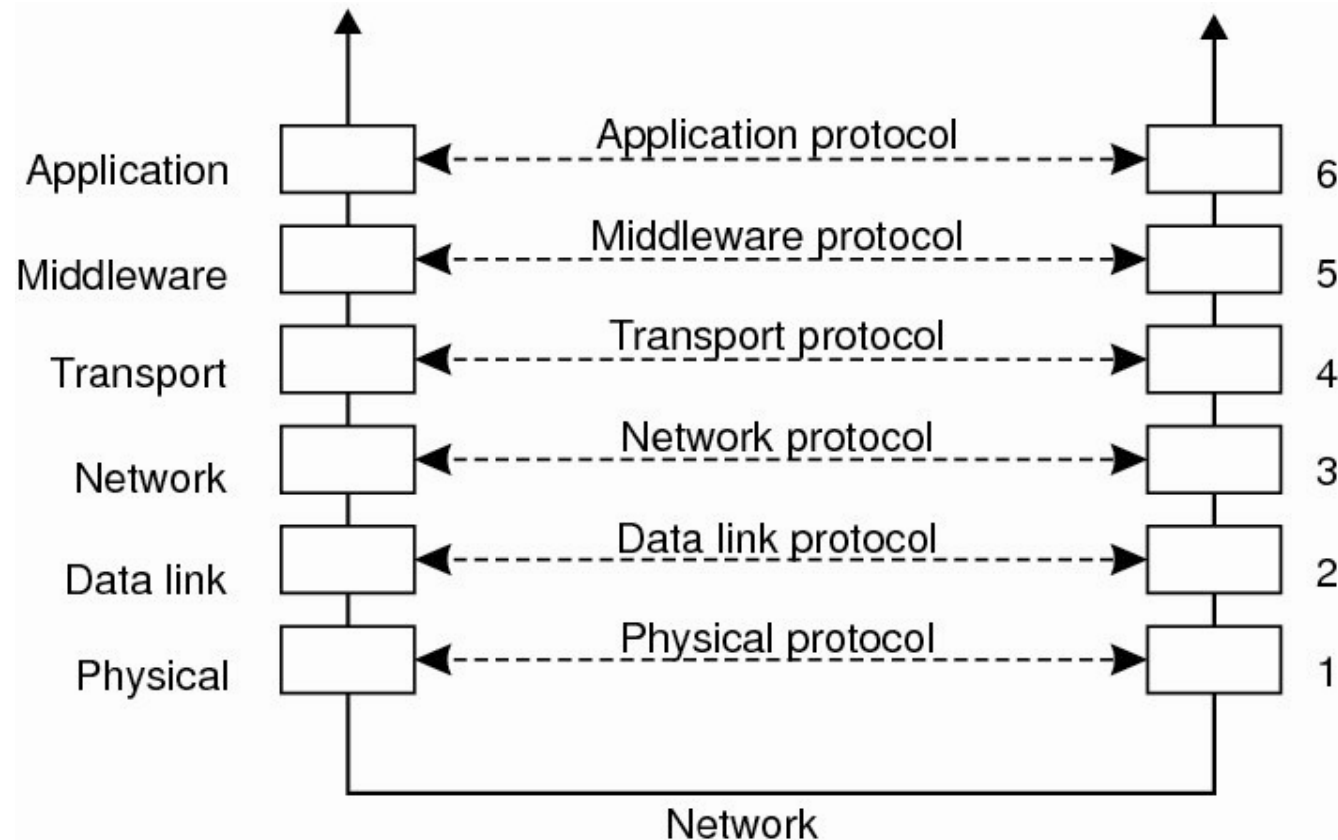 Application protocol
Application
6
Middleware protocol
Middleware
5
Transport protocol
Transport
4
Network protocol
Network
3
Data link protocol
Data link
2
Physical protocol
Physical
1
Network